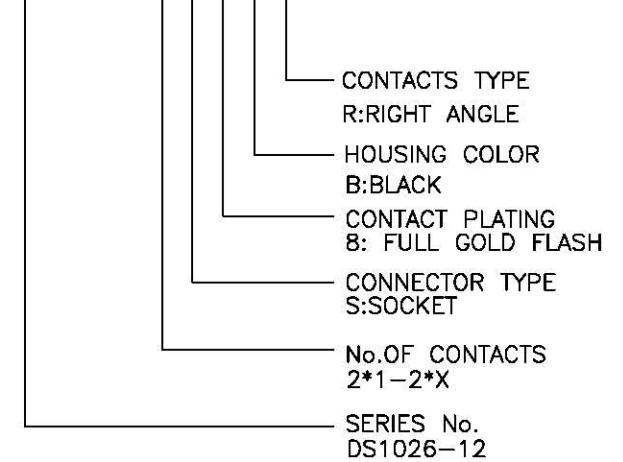 CONTACTS TYPE
R:RIGHT ANGLE
HOUSING COLOR
B:BLACK
CONTACT PLATING
8: FULL GOLD FLASH
CONNECTOR TYPE
S:SOCKET
No.OF CONTACTS
2*1-2*X
SERIES No.
DS1026-12